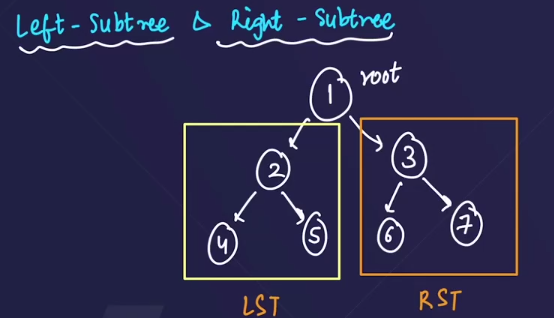 Left-Subtree & Right-Subtree
1 root
2 3
4 5 6 7
LST RST